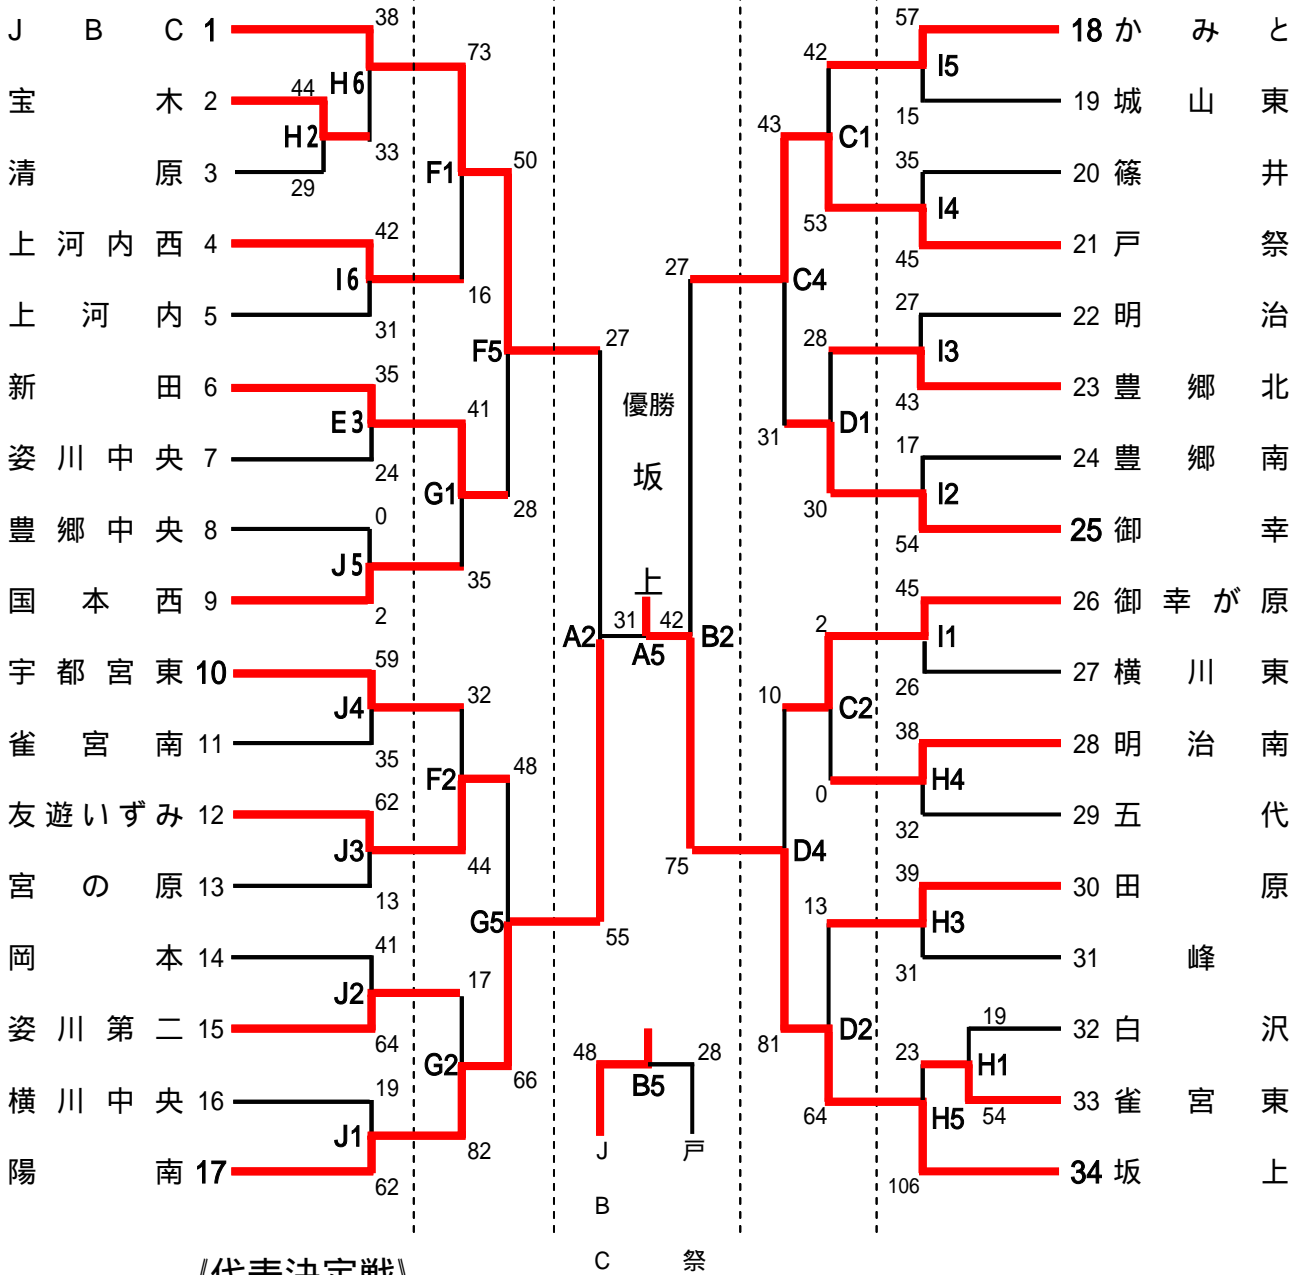 J B C 1
38
73
57
18 か み と
42
I5
宝 木 2
44
H6
19 城 山 東
15
H2
33
43
C1
清 原 3
29
F1
50
35
20 篠 井
I4
53
上 河 内 西 4
42
45
21 戸 祭
I6
16
27
C4
27
上 河 内 5
31
22 明 治
F5
27
28
I3
新 田 6
35
43
23 豊 郷 北
E3
41
優勝
31
D1
17
姿 川 中 央 7
24
坂
24 豊 郷 南
G1
28
30
I2
豊 郷 中 央 8
0
54
25 御 幸
J5
35
上
45
国 本 西 9
2
31
42
26 御 幸 が 原
A2
A5
B2
2
I1
宇 都 宮 東 10
59
26
27 横 川 東
J4
32
10
C2
38
雀 宮 南 11
35
28 明 治 南
F2
48
0
H4
友 遊 い ず み 12
62
32
29 五 代
J3
44
75
D4
39
宮 の 原 13
13
30 田 原
G5
55
13
H3
岡 本 14
41
31
31 峰
J2
17
姿 川 第 二 15
64
48
28
81
D2
19
32 白 沢
G2
66
B5
23
H1
横 川 中 央 16
19
64
H5
54
33 雀 宮 東
J1
82
J
戸
陽 南 17
62
106
34 坂 上
B
C
祭
《代表決定戦》